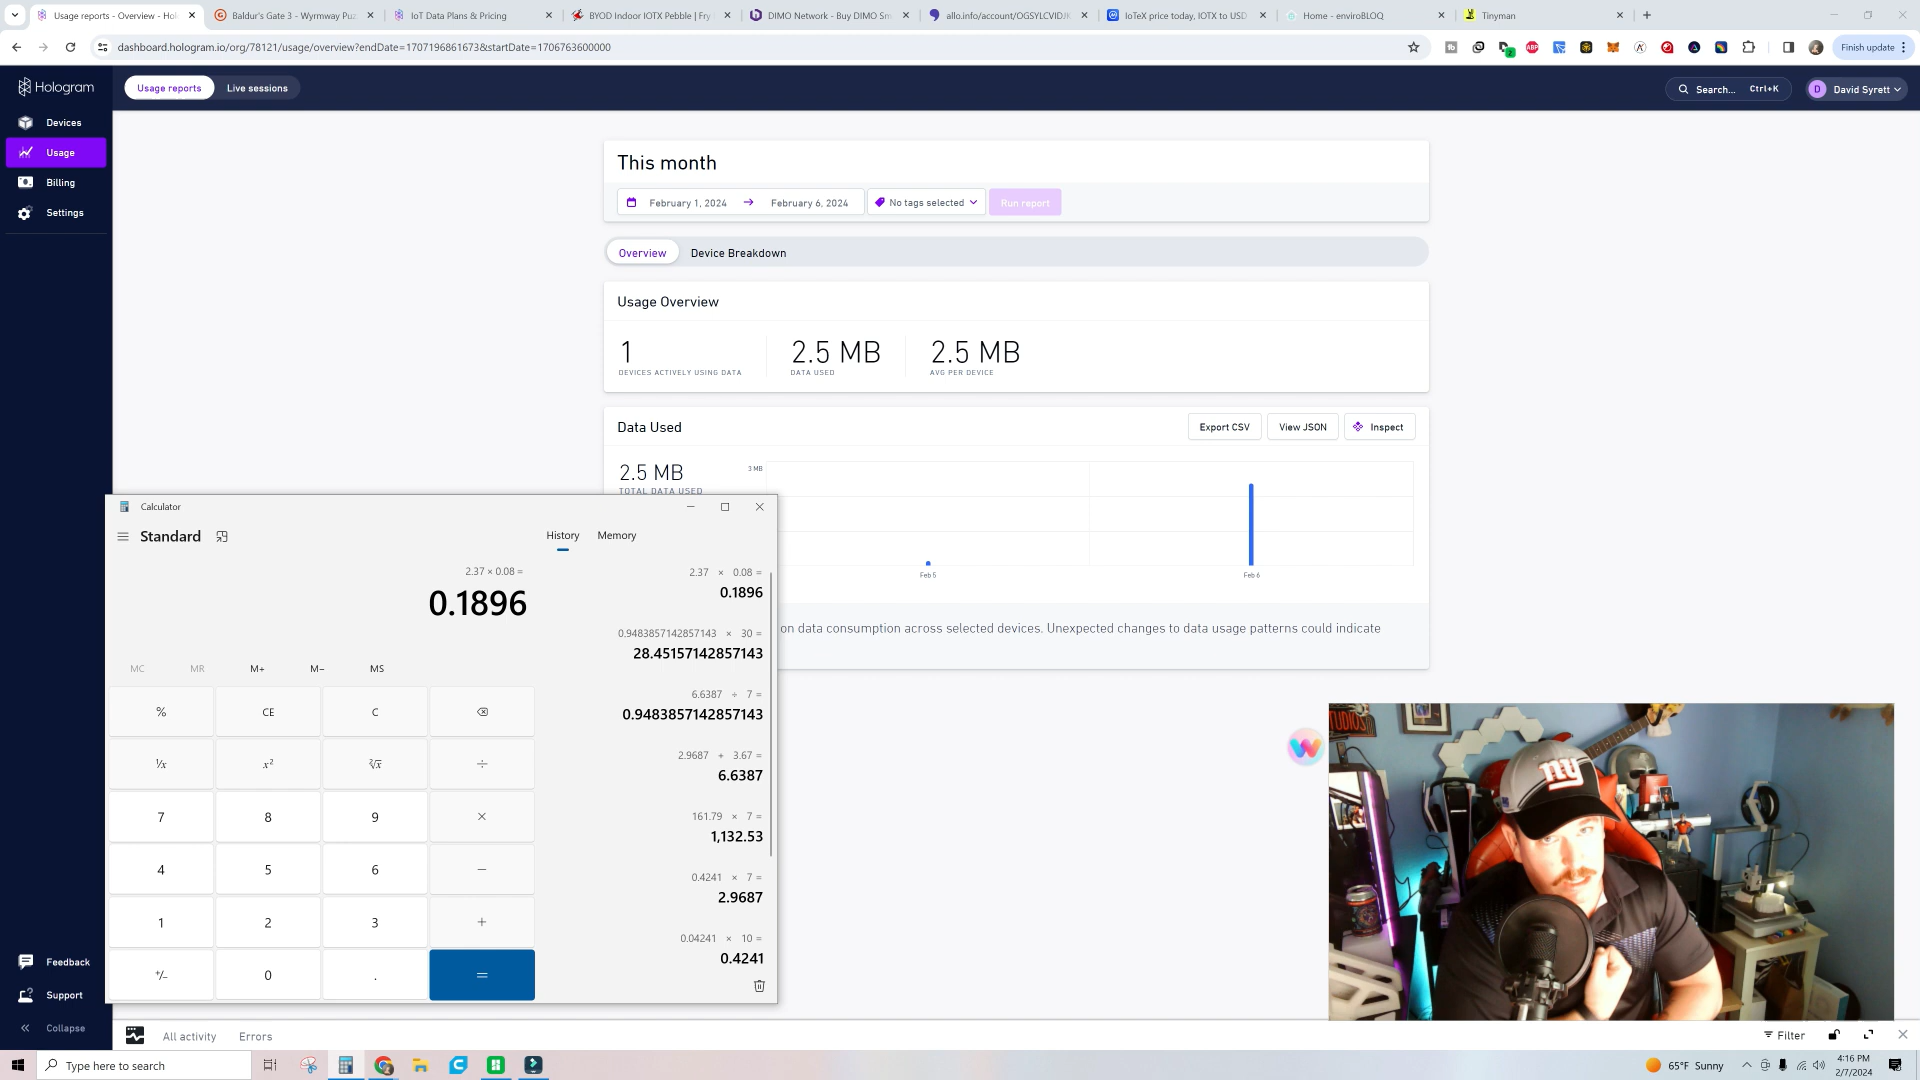 Usage reports - Overview - Hol
Baldur's Gate 3 - Wyrmway Puz
IoT Data Plans & Pricing
BYOD Indoor IOTX Pebble | Fry
DIMO Network - Buy DIMO Sm
allo.info/account/OGSYLCVIDJK
IoTeX price today, IOTX to USD
Home - enviroBLOQ
Tinyman
dashboard.hologram.io/org/78121/usage/overview?endDate=1707196861673&startDate=1706763600000
Finish update
Hologram
Usage reports
Live sessions
Search... Ctrl+K
D David Syrett
Devices
Usage
Billing
Settings
This month
February 1, 2024
February 6, 2024
No tags selected
Run report
Overview
Device Breakdown
Usage Overview
1
DEVICES ACTIVELY USING DATA
2.5 MB
DATA USED
2.5 MB
AVG PER DEVICE
Data Used
Export CSV
View JSON
Inspect
2.5 MB
TOTAL DATA USED
3 MB
Feb 5
Feb 6
on data consumption across selected devices. Unexpected changes to data usage patterns could indicate
Calculator
Standard
History
Memory
2.37 × 0.08 =
0.1896
MC MR M+ M− MS
% CE C
⅟x x² ²√x ÷
7 8 9 ×
4 5 6 −
1 2 3 +
+/− 0 . =
2.37 × 0.08 =
0.1896
0.9483857142857143 × 30 =
28.45157142857143
6.6387 ÷ 7 =
0.9483857142857143
2.9687 + 3.67 =
6.6387
161.79 × 7 =
1,132.53
0.4241 × 7 =
2.9687
0.04241 × 10 =
0.4241
STUDIOS
ny
Feedback
Support
Collapse
All activity
Errors
Filter
Type here to search
65°F Sunny
4:16 PM
2/7/2024